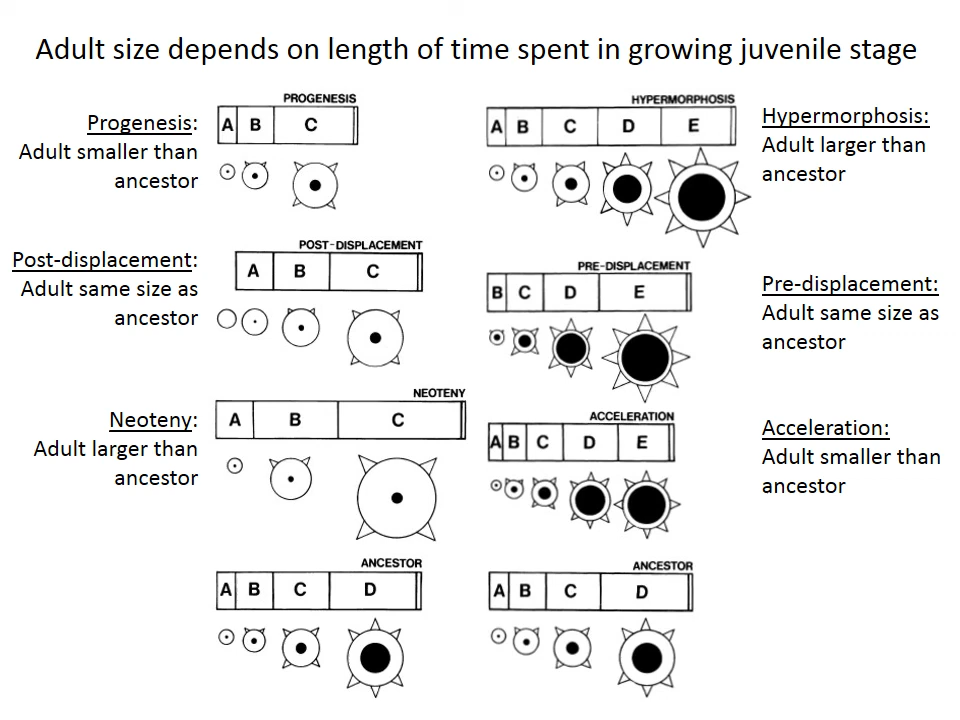 Adult size depends on length of time spent in growing juvenile stage
Progenesis:
Adult smaller than
ancestor
PROGENESIS
A B C
Post-displacement:
Adult same size as
ancestor
POST-DISPLACEMENT
A B C
Neoteny:
Adult larger than
ancestor
NEOTENY
A B C
ANCESTOR
A B C D
HYPERMORPHOSIS
A B C D E
Hypermorphosis:
Adult larger than
ancestor
PRE-DISPLACEMENT
B C D E
Pre-displacement:
Adult same size as
ancestor
ACCELERATION
A B C D E
Acceleration:
Adult smaller than
ancestor
ANCESTOR
A B C D